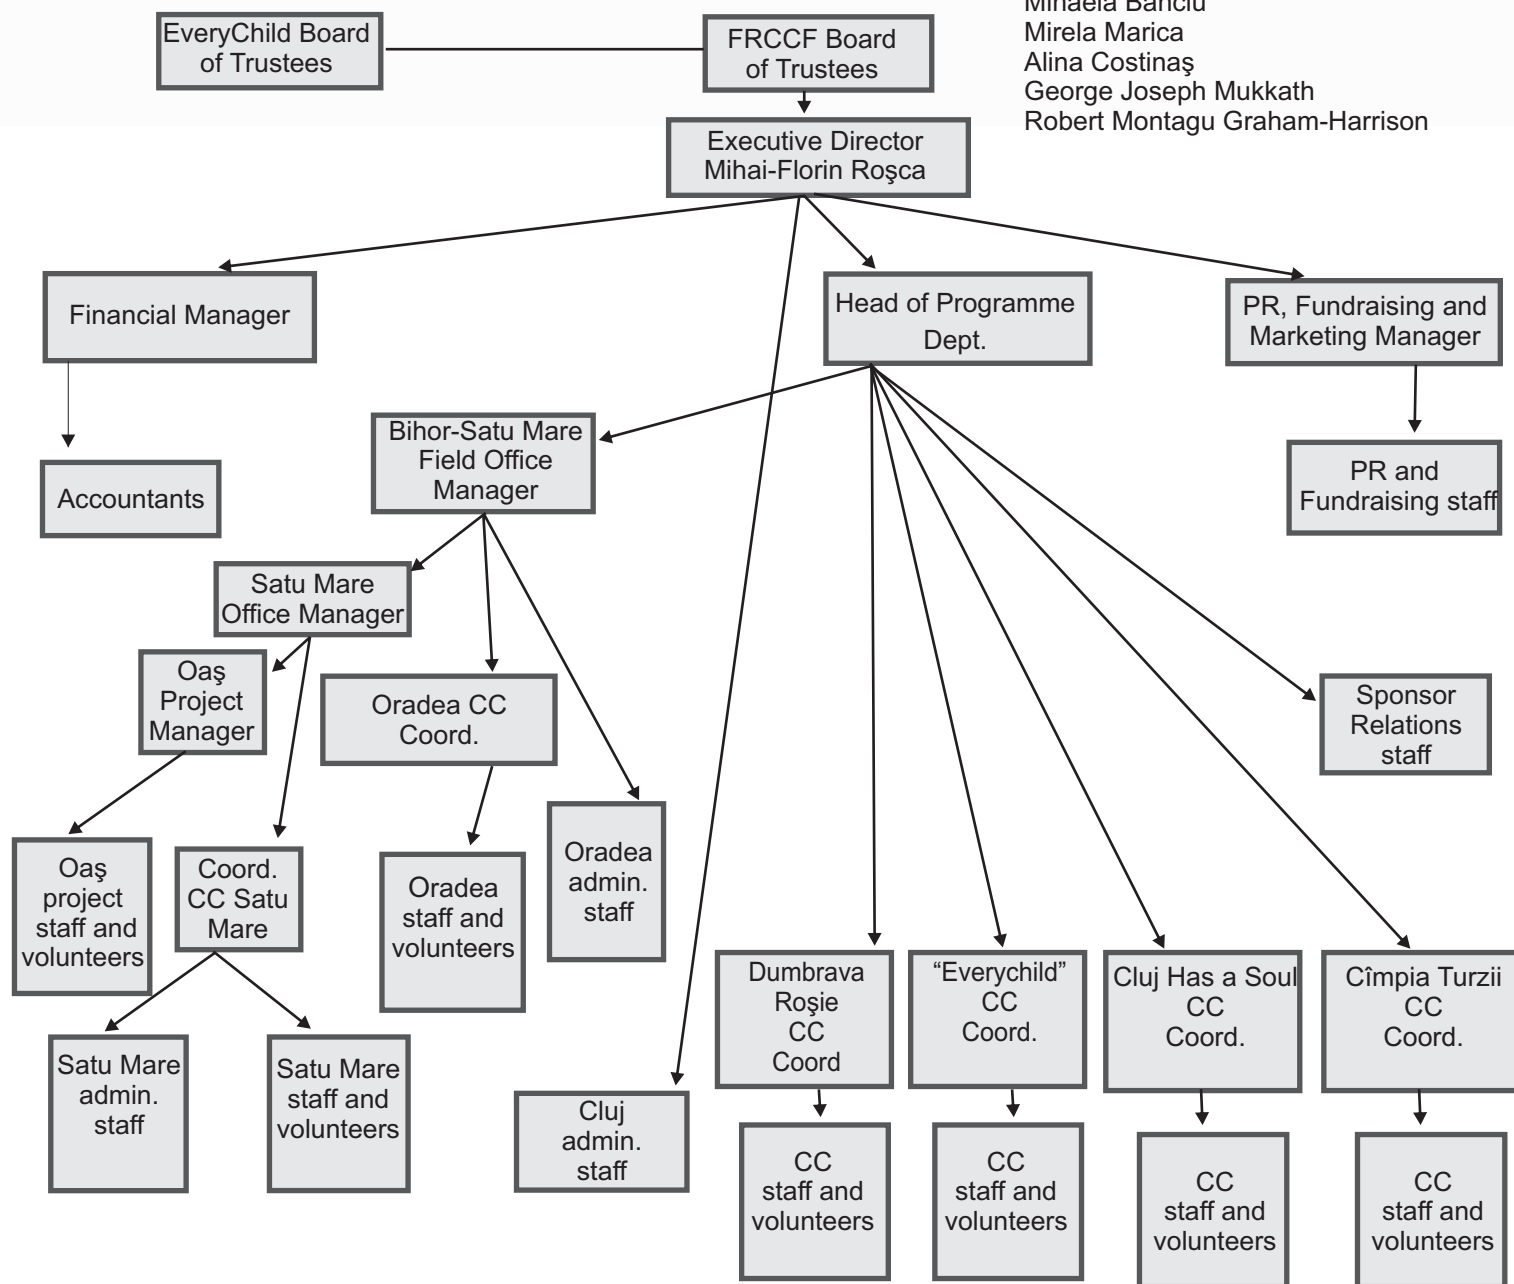 Mihaela Banciu
Mirela Marica
Alina Costinaş
George Joseph Mukkath
Robert Montagu Graham-Harrison
EveryChild Board
of Trustees
FRCCF Board
of Trustees
Executive Director
Mihai-Florin Roşca
Financial Manager
Head of Programme
Dept.
PR, Fundraising and
Marketing Manager
Accountants
Bihor-Satu Mare
Field Office
Manager
PR and
Fundraising staff
Satu Mare
Office Manager
Oaş
Project
Manager
Oradea CC
Coord.
Sponsor
Relations
staff
Oaş
project
staff and
volunteers
Coord.
CC Satu
Mare
Oradea
staff and
volunteers
Oradea
admin.
staff
Dumbrava
Roşie
CC
Coord
“Everychild”
CC
Coord.
Cluj Has a Soul
CC
Coord.
Cîmpia Turzii
CC
Coord.
Satu Mare
admin.
staff
Satu Mare
staff and
volunteers
Cluj
admin.
staff
CC
staff and
volunteers
CC
staff and
volunteers
CC
staff and
volunteers
CC
staff and
volunteers